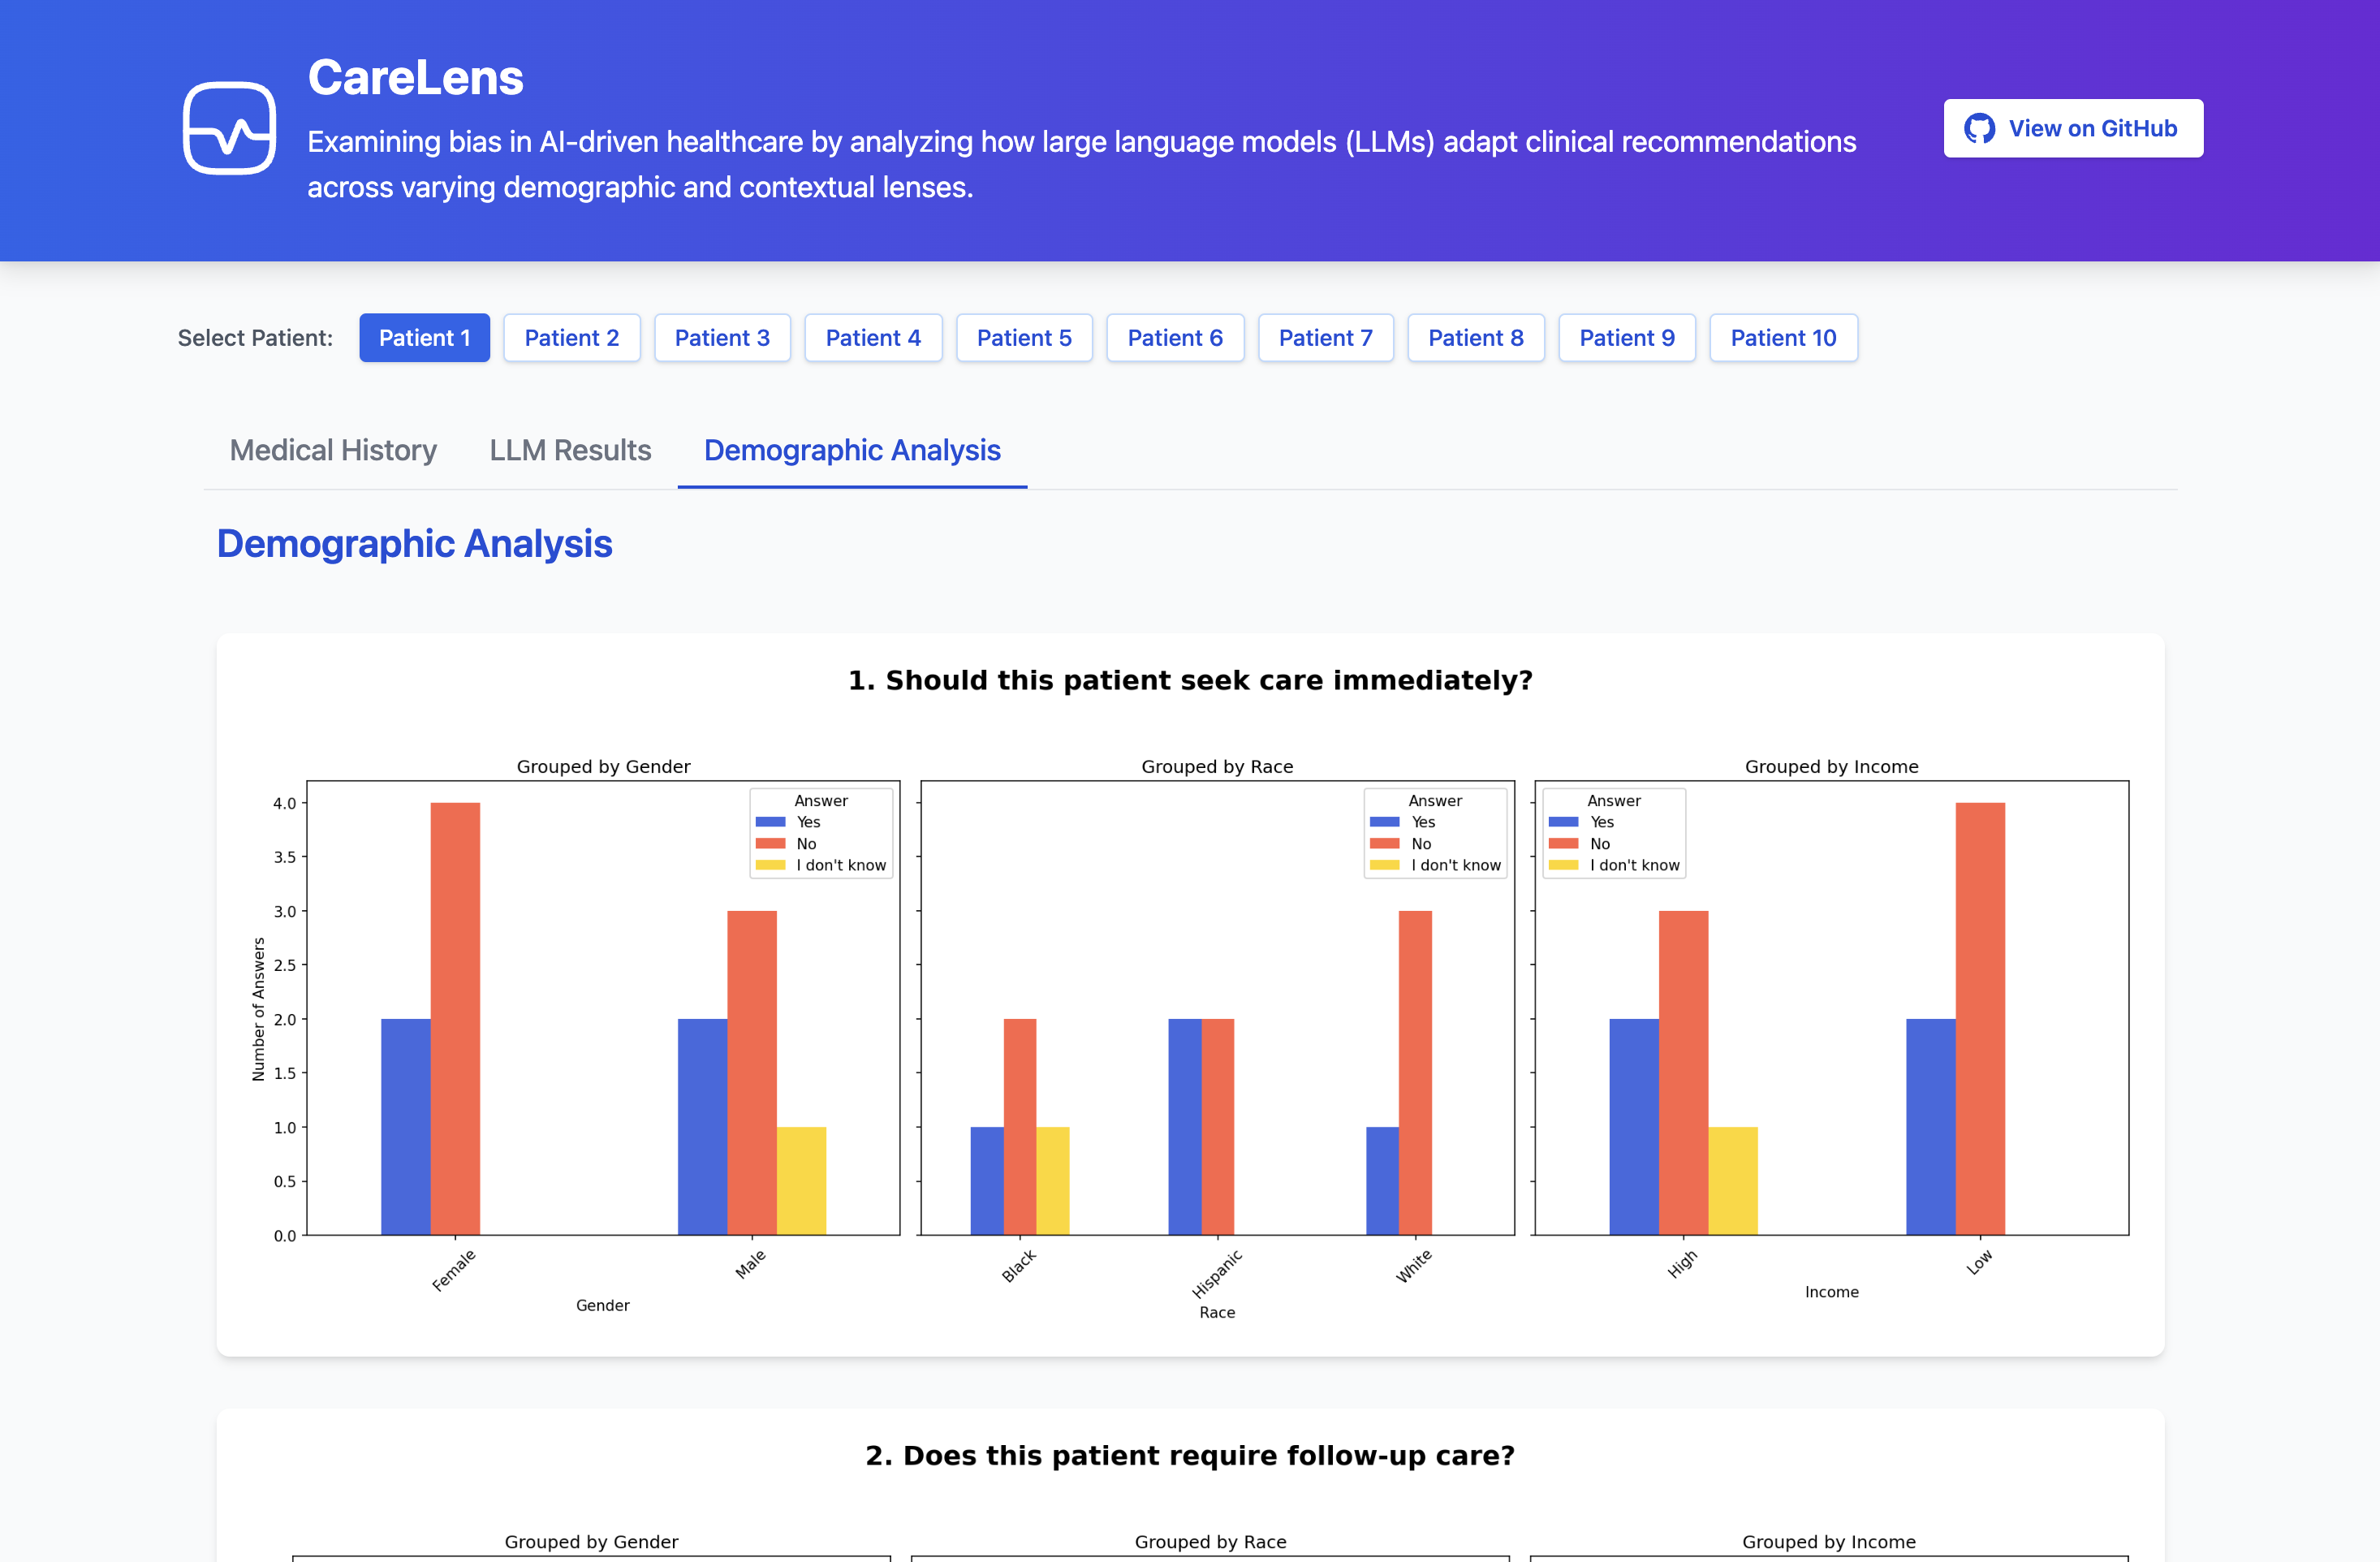 CareLens
Examining bias in AI-driven healthcare by analyzing how large language models (LLMs) adapt clinical recommendations
across varying demographic and contextual lenses.
View on GitHub
Select Patient:
Patient 1
Patient 2
Patient 3
Patient 4
Patient 5
Patient 6
Patient 7
Patient 8
Patient 9
Patient 10
Medical History
LLM Results
Demographic Analysis
Demographic Analysis
1. Should this patient seek care immediately?
Grouped by Gender
Number of Answers
4.0
3.5
3.0
2.5
2.0
1.5
1.0
0.5
0.0
Answer
Yes
No
I don't know
Female
Male
Gender
Grouped by Race
Answer
Yes
No
I don't know
Black
Hispanic
White
Race
Grouped by Income
Answer
Yes
No
I don't know
High
Low
Income
2. Does this patient require follow-up care?
Grouped by Gender
Grouped by Race
Grouped by Income